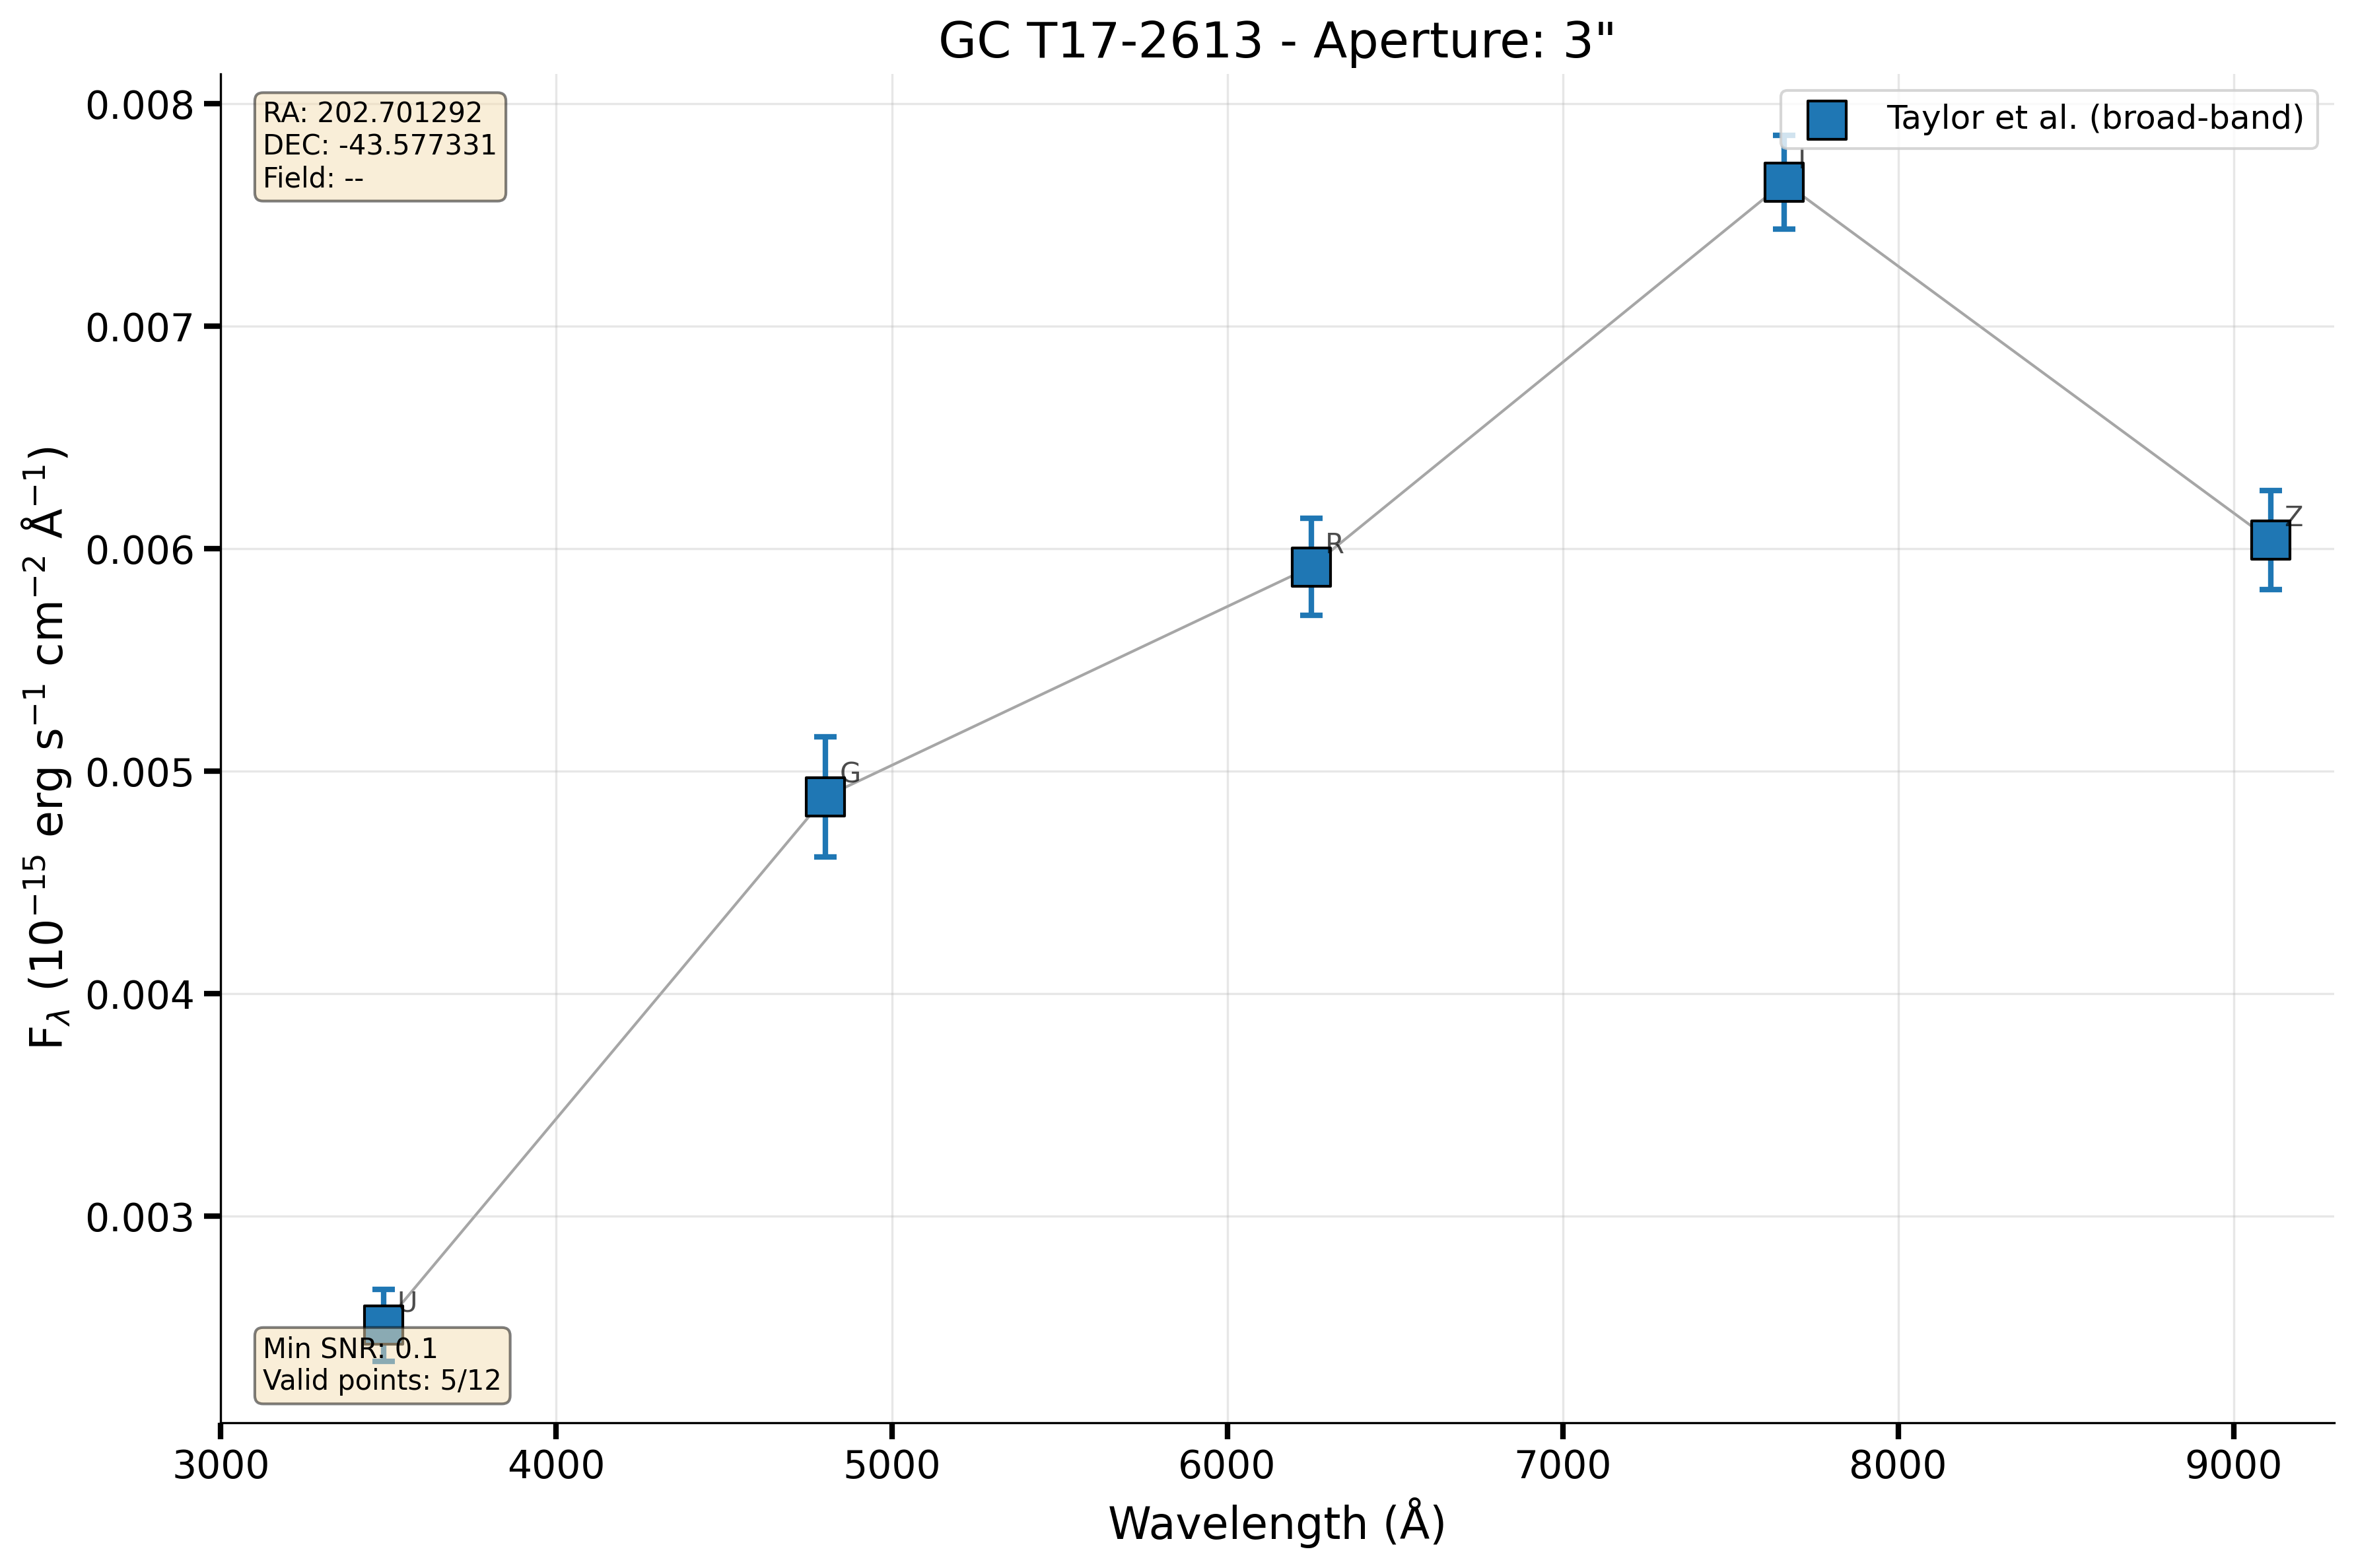 GC T17-2613 - Aperture: 3"
RA: 202.701292
DEC: -43.577331
Field: --
Taylor et al. (broad-band)
I
0.008
0.007
Z
0.006
R
G
0.005
0.004
0.003
U
Min SNR: 0.1
Valid points: 5/12
F_λ (10⁻¹⁵ erg s⁻¹ cm⁻² Å⁻¹)
3000 4000 5000 6000 7000 8000 9000
Wavelength (Å)